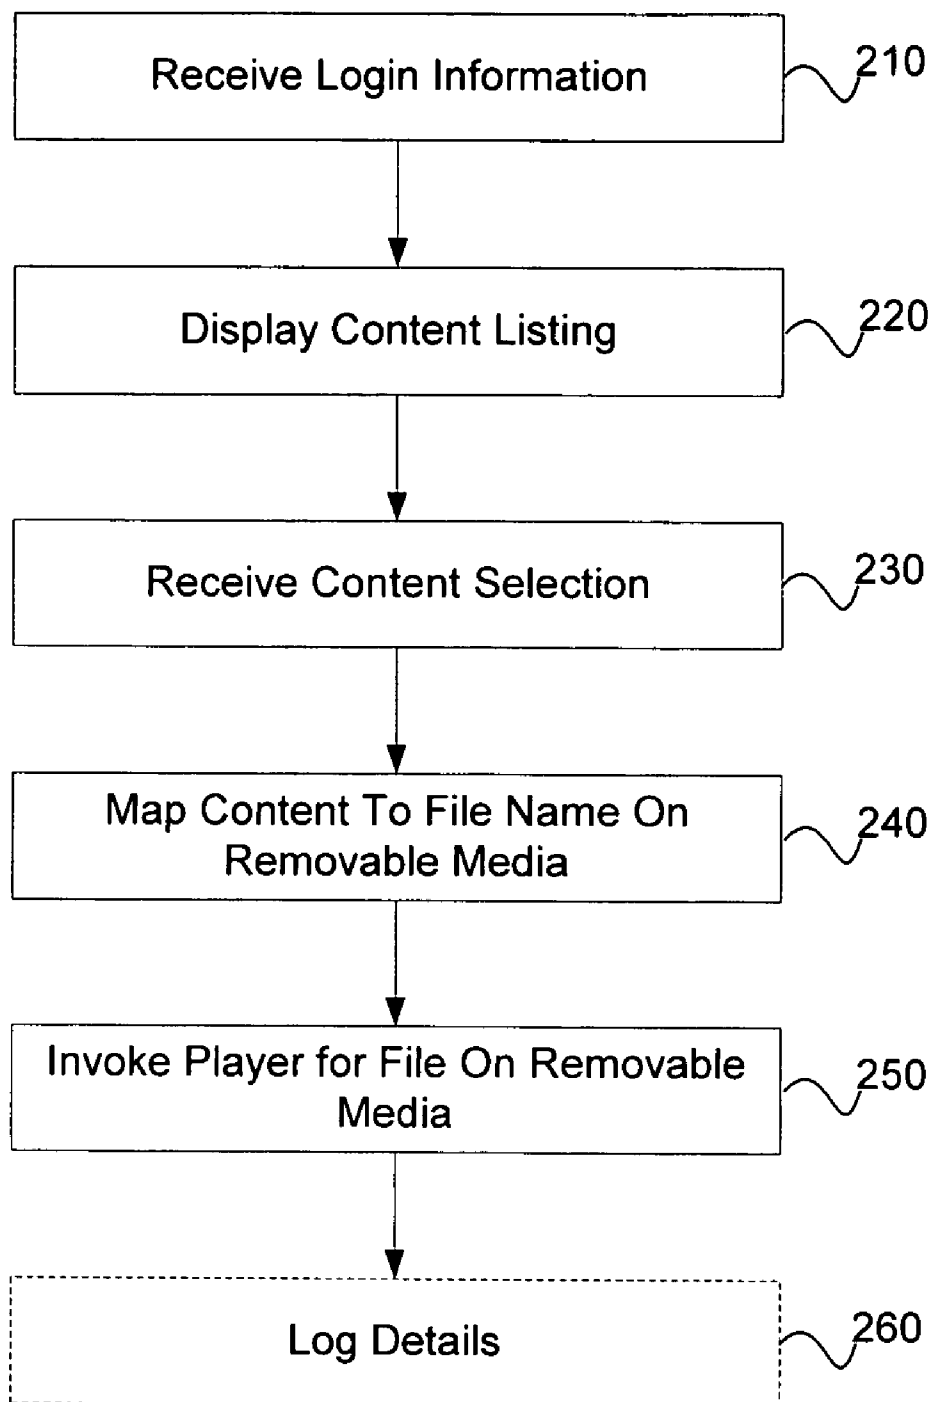 Receive Login Information
210
Display Content Listing
220
Receive Content Selection
230
Map Content To File Name On
Removable Media
240
Invoke Player for File On Removable
Media
250
Log Details
260